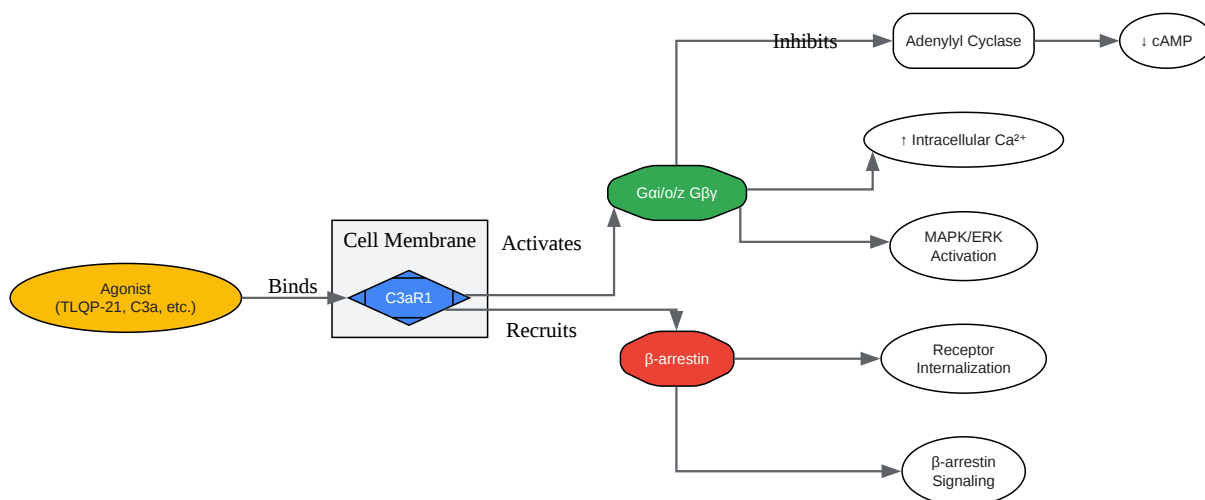 Inhibits
Adenylyl Cyclase
↓ cAMP
↑ Intracellular Ca²⁺
Gαi/o/z Gβγ
Cell Membrane
Activates
MAPK/ERK
Activation
Agonist
(TLQP-21, C3a, etc.)
Binds
C3aR1
Recruits
β-arrestin
Receptor
Internalization
β-arrestin
Signaling